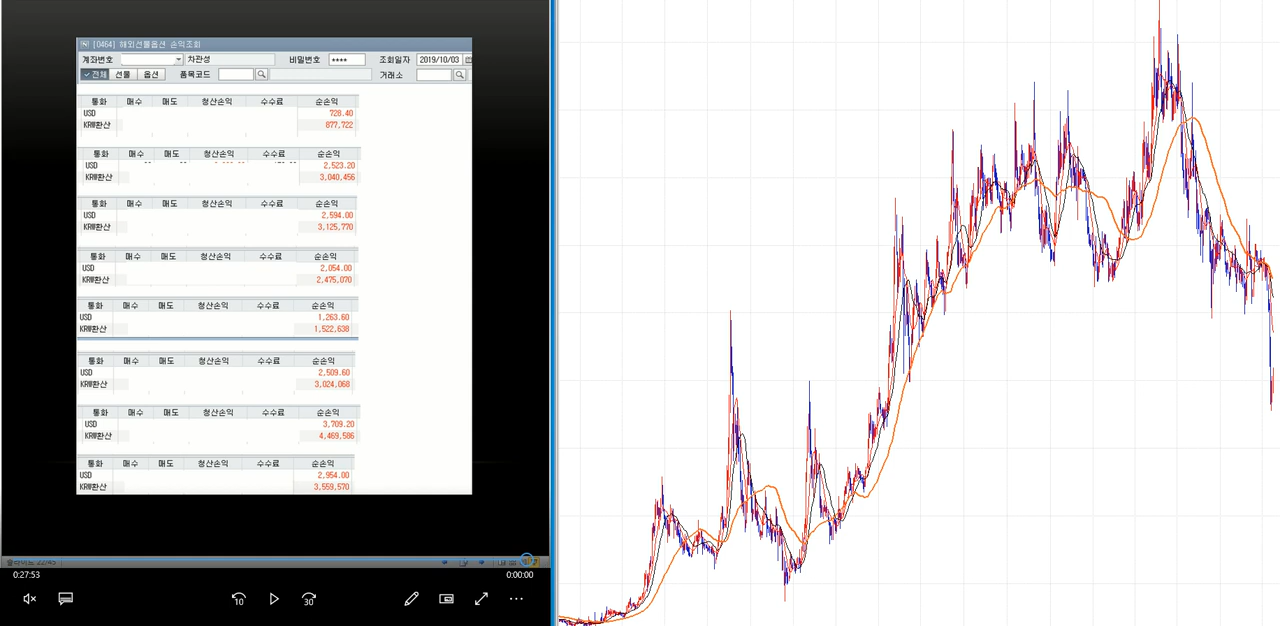 [0464] 해외선물옵션 손익조회
계좌번호 차관성 비밀번호 **** 조회일자 2019/10/03
전체 선물 옵션 품목코드 거래소
통화 매수 매도 청산손익 수수료 순손익
USD 728.40
KRW환산 877,722
통화 매수 매도 청산손익 수수료 순손익
USD 2,523.20
KRW환산 3,040,456
통화 매수 매도 청산손익 수수료 순손익
USD 2,594.00
KRW환산 3,125,770
통화 매수 매도 청산손익 수수료 순손익
USD 2,054.00
KRW환산 2,475,070
통화 매수 매도 청산손익 수수료 순손익
USD 1,263.60
KRW환산 1,522,638
통화 매수 매도 청산손익 수수료 순손익
USD 2,509.60
KRW환산 3,024,068
통화 매수 매도 청산손익 수수료 순손익
USD 3,709.20
KRW환산 4,469,586
통화 매수 매도 청산손익 수수료 순손익
USD 2,954.00
KRW환산 3,559,570
슬라이드 22/45
0:27:53 0:00:00
10 30